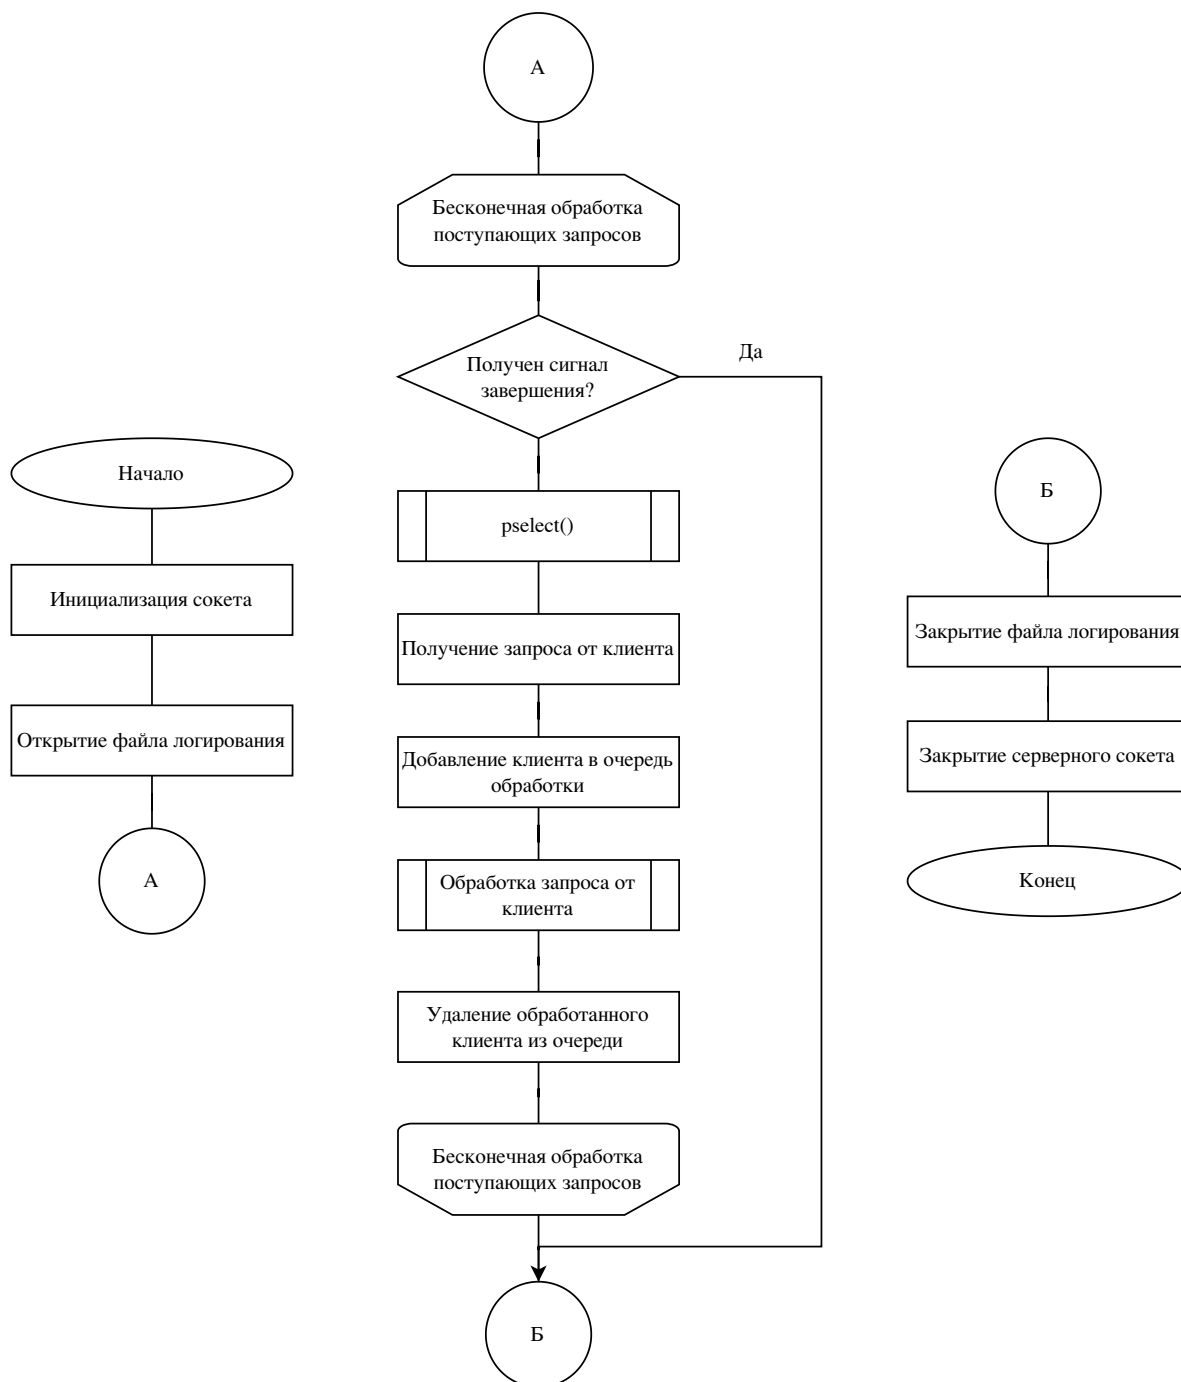 Начало
Инициализация сокета
Открытие файла логирования
А
А
Бесконечная обработка
поступающих запросов
Получен сигнал
завершения?
Да
pselect()
Получение запроса от клиента
Добавление клиента в очередь
обработки
Обработка запроса от
клиента
Удаление обработанного
клиента из очереди
Бесконечная обработка
поступающих запросов
Б
Б
Закрытие файла логирования
Закрытие серверного сокета
Конец